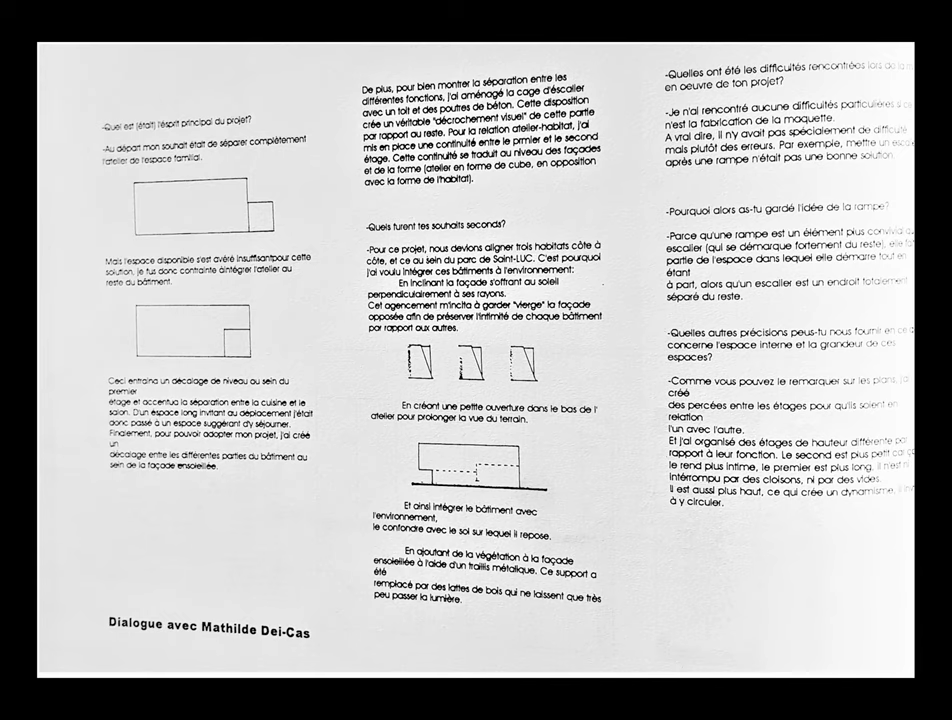 -Quel est (était) l'ésprit principal du projet?
-Au départ mon souhait était de séparer complètement
l'atelier de l'espace familial.
Mais l'espace disponible s'est avéré insuffisantpour cette
solution, je fus donc contrainte àintégrer l'atelier au
reste du bâtiment.
Ceci entraîna un décalage de niveau au sein du
premier
étage et accentua la séparation entre la cuisine et le
salon. D'un espace long invitant au déplacement j'était
donc passé à un espace suggérant d'y séjourner.
Finalement, pour pouvoir adapter mon projet, j'ai créé
un
décalage entre les différentes parties du bâtiment au
sein de la façade ensoleillée.
Dialogue avec Mathilde Dei-Cas
De plus, pour bien montrer la séparation entre les
différentes fonctions, j'ai aménagé la cage d'éscalier
avec un toit et des poutres de béton. Cette disposition
crée un véritable "décrochement visuel" de cette partie
par rapport au reste. Pour la relation atelier-habitat, j'ai
mis en place une continuité entre le prmier et le second
étage. Cette continuité se traduit au niveau des façades
et de la forme (atelier en forme de cube, en opposition
avec la forme de l'habitat).
-Quels furent tes souhaits seconds?
-Pour ce projet, nous devions aligner trois habitats côte à
côte, et ce au sein du parc de Saint-LUC. C'est pourquoi
j'ai voulu intégrer ces bâtiments à l'environnement:
En inclinant la façade s'offrant au soleil
perpendiculairement à ses rayons.
Cet agencement m'incita à garder "vierge" la façade
opposée afin de préserver l'intimité de chaque bâtiment
par rapport aux autres.
En créant une petite ouverture dans le bas de l'
atelier pour prolonger la vue du terrain.
Et ainsi intégrer le bâtiment avec
l'environnement,
le confondre avec le sol sur lequel il repose.
En ajoutant de la végétation à la façade
ensoleillée à l'aide d'un traillis métalique. Ce support a
été
remplacé par des lattes de bois qui ne laissent que très
peu passer la lumière.
-Quelles ont été les difficultés rencontrées lors de la
en oeuvre de ton projet?
-Je n'ai rencontré aucune difficultés particulières si ce
n'est la fabrication de la maquette.
A vrai dire, il n'y avait pas spécialement de difficulté
mais plutôt des erreurs. Par exemple, mettre un
après une rampe n'était pas une bonne solution.
-Pourquoi alors as-tu gardé l'idée de la rampe?
-Parce qu'une rampe est un élément plus convivial
escalier (qui se démarque fortement du reste), elle
partie de l'espace dans lequel elle démarre tout en
étant
à part, alors qu'un escalier est un endroit totalement
séparé du reste.
-Quelles autres précisions peus-tu nous fournir en ce
concerne l'espace interne et la grandeur de ces
espaces?
-Comme vous pouvez le remarquer sur les plans, j'ai
créé
des percées entre les étages pour qu'ils soient en
relation
l'un avec l'autre.
Et j'ai organisé des étages de hauteur différente par
rapport à leur fonction. Le second est plus petit car
le rend plus intime, le premier est plus long, il n'est ni
intérrompu par des cloisons, ni par des vides.
Il est aussi plus haut, ce qui crée un dynamisme, il
à y circuler.